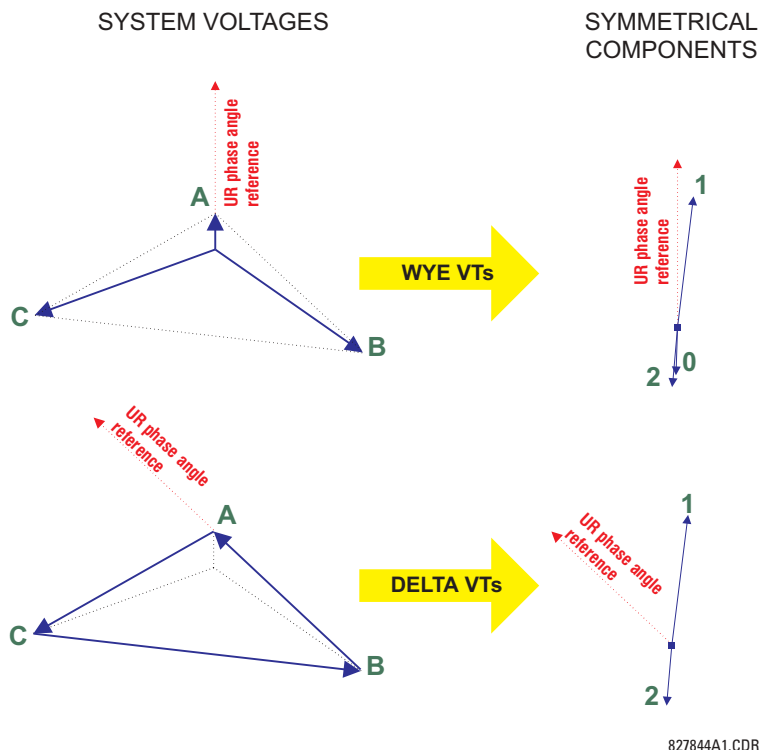 SYSTEM VOLTAGES
SYMMETRICAL
COMPONENTS
UR phase angle
reference
A
C
B
WYE VTs
UR phase angle
reference
1
2
0
UR phase angle
reference
A
C
B
DELTA VTs
UR phase angle
reference
1
2
827844A1.CDR